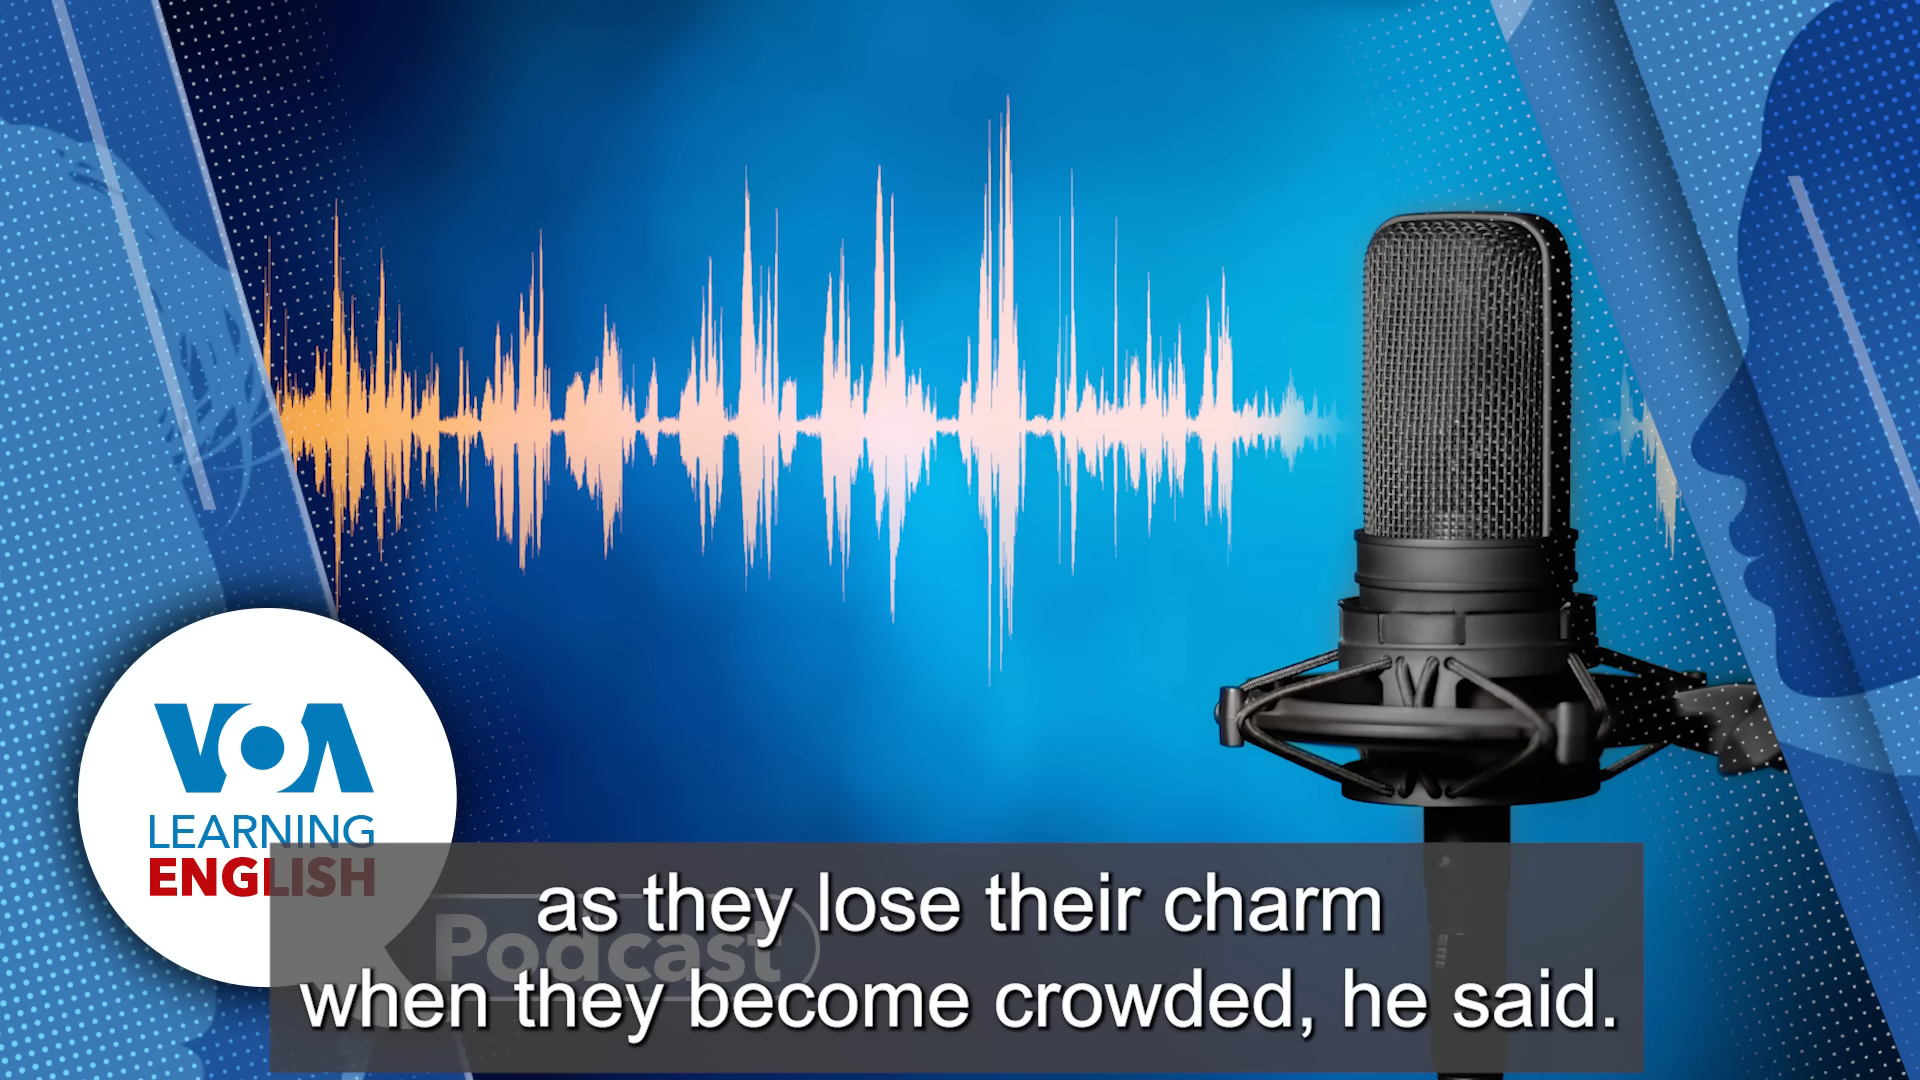 VOA
LEARNING
ENGLISH
Podcast
as they lose their charm
when they become crowded, he said.